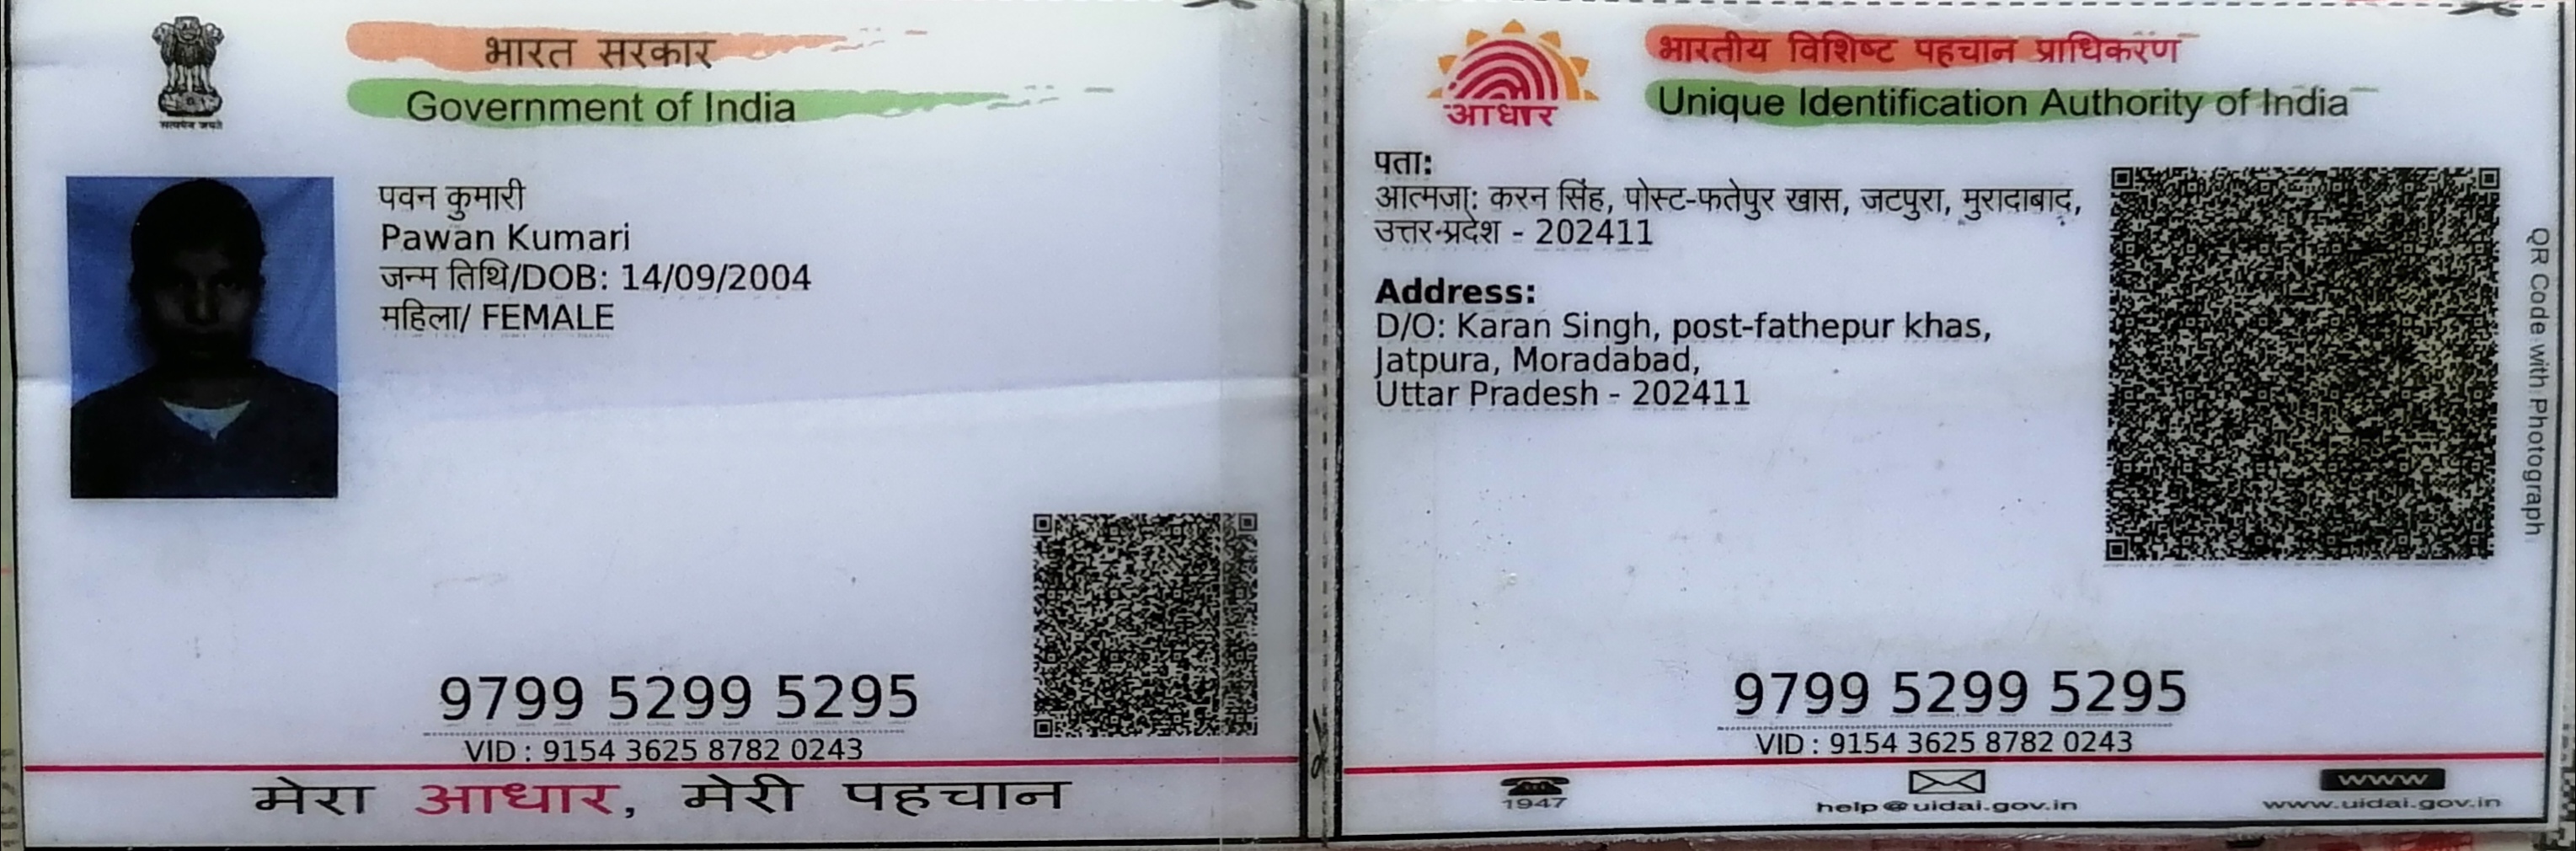 भारत सरकार
Government of India
सत्यमेव जयते
पवन कुमारी
Pawan Kumari
जन्म तिथि/DOB: 14/09/2004
महिला/ FEMALE
9799 5299 5295
VID : 9154 3625 8782 0243
मेरा आधार, मेरी पहचान
भारतीय विशिष्ट पहचान प्राधिकरण
Unique Identification Authority of India
आधार
पता:
आत्मजा: करन सिंह, पोस्ट-फतेपुर खास, जटपुरा, मुरादाबाद,
उत्तर प्रदेश - 202411
Address:
D/O: Karan Singh, post-fathepur khas,
Jatpura, Moradabad,
Uttar Pradesh - 202411
QR Code with Photograph
9799 5299 5295
VID : 9154 3625 8782 0243
1947
help@uidai.gov.in
www
www.uidai.gov.in